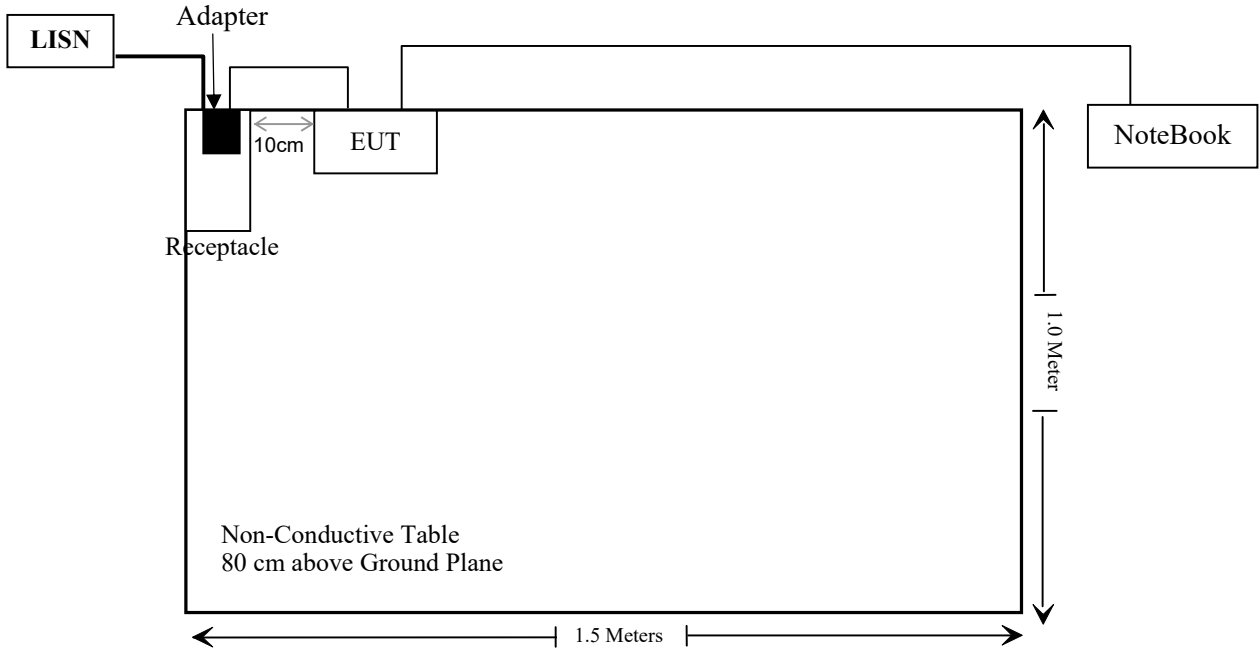 Adapter
LISN
NoteBook
EUT
10cm
Receptacle
1.0 Meter
Non-Conductive Table
80 cm above Ground Plane
1.5 Meters